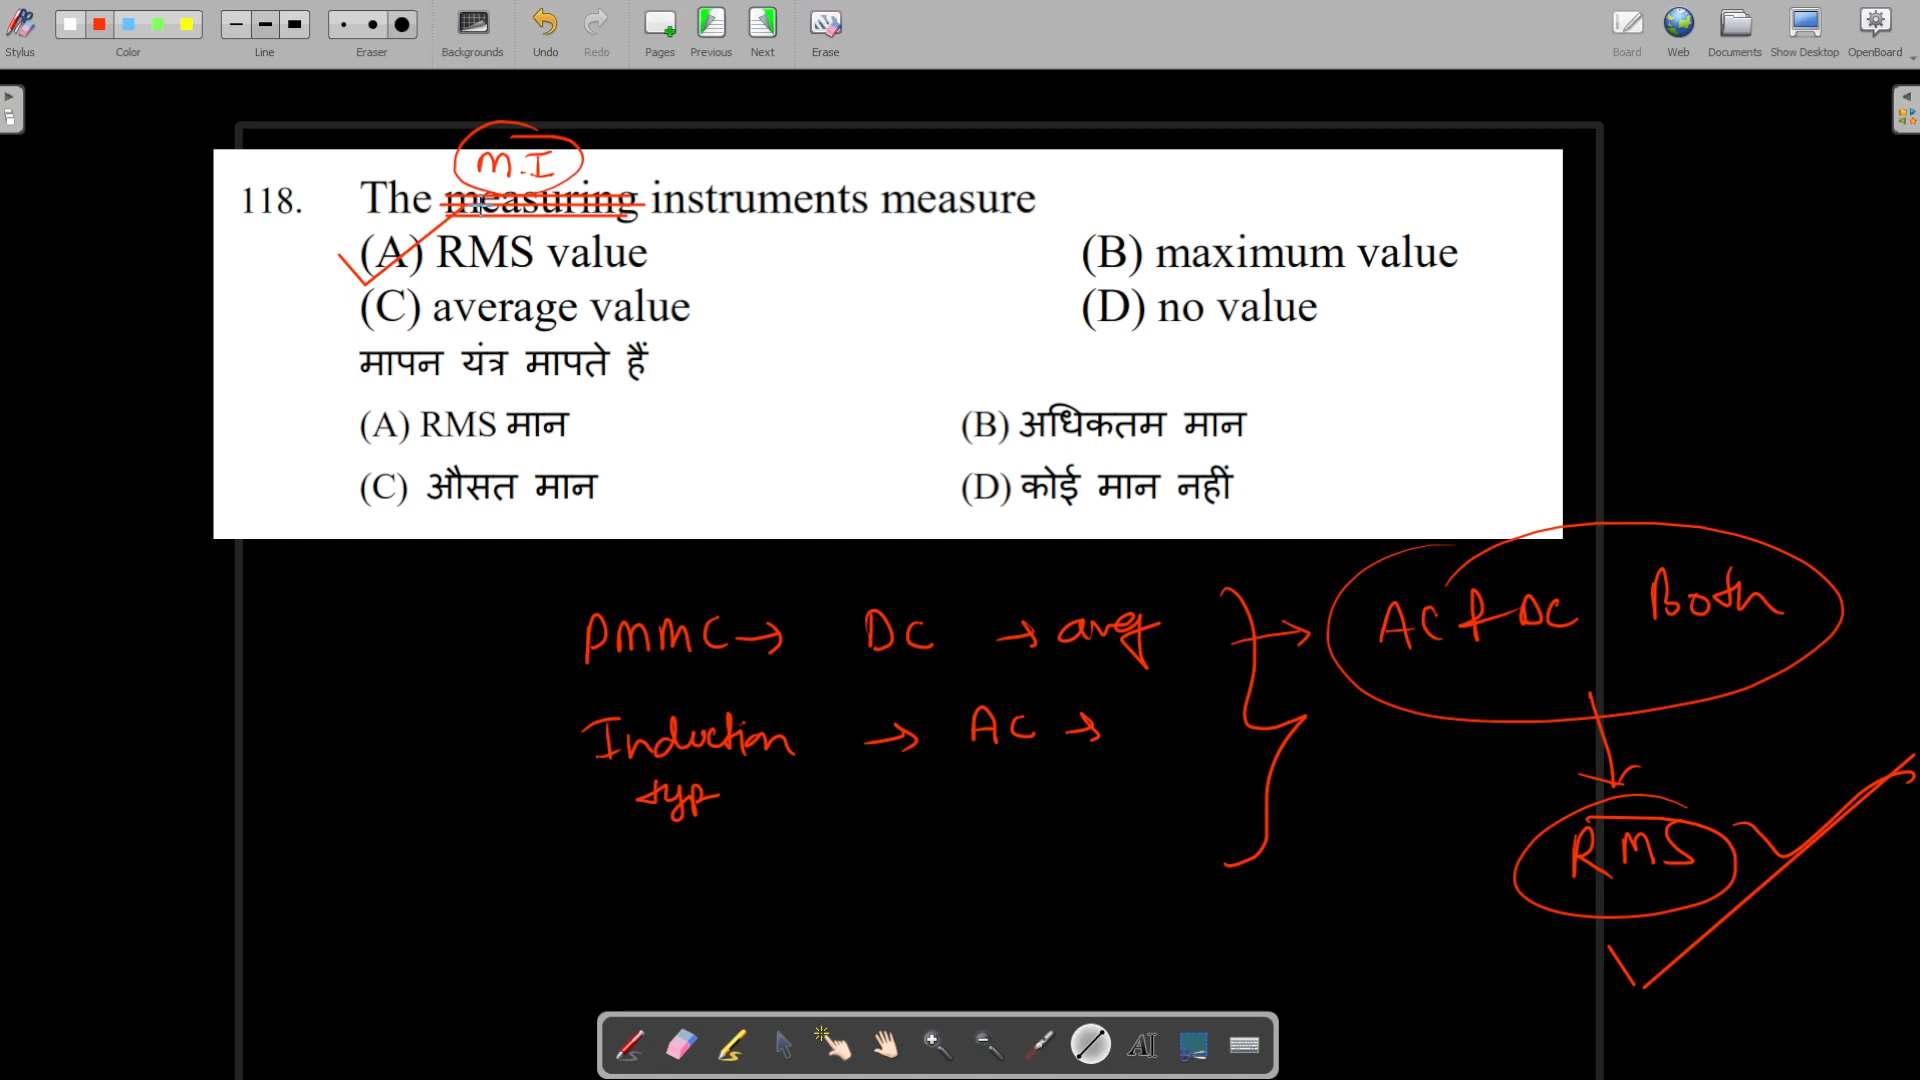 Stylus Color Line Eraser Backgrounds Undo Redo Pages Previous Next Erase Board Web Documents Show Desktop OpenBoard
M.I
118. The measuring instruments measure
(A) RMS value (B) maximum value
(C) average value (D) no value
मापन यंत्र मापते हैं
(A) RMS मान (B) अधिकतम मान
(C) औसत मान (D) कोई मान नहीं
PMMC → DC → avg → AC & DC Both
Induction → AC →
typ
RMS